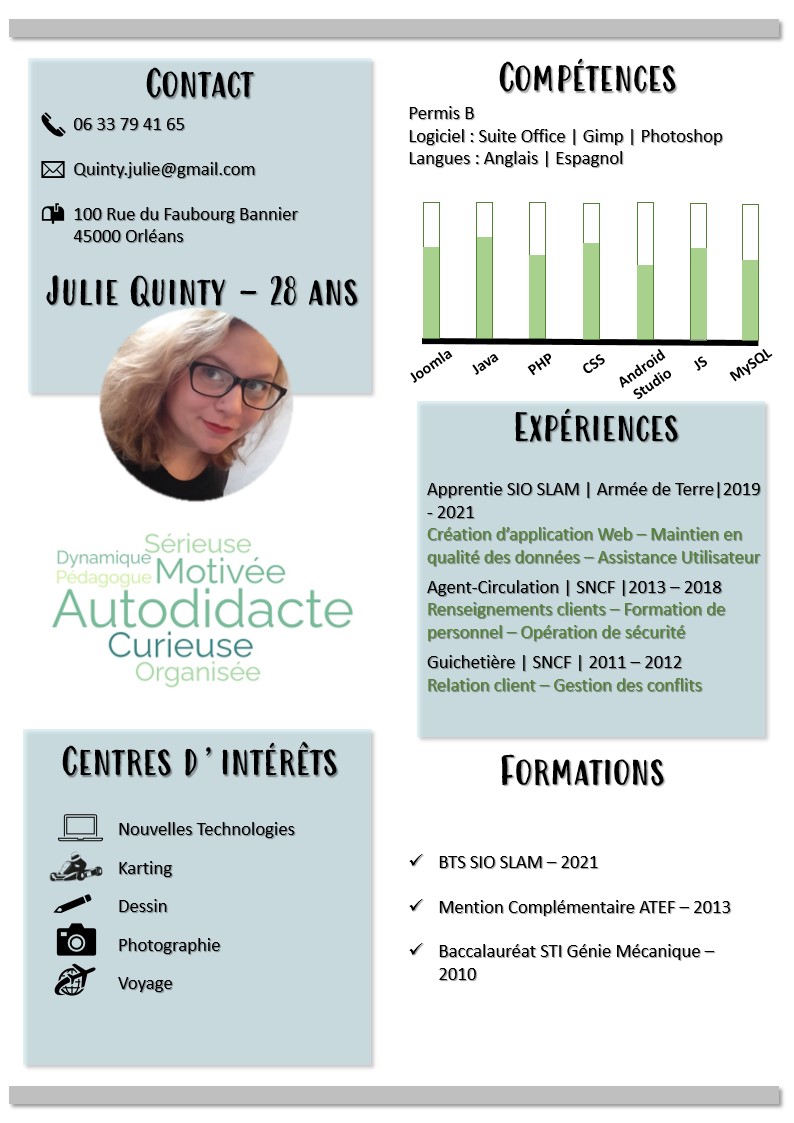 Contact
06 33 79 41 65
Quinty.julie@gmail.com
100 Rue du Faubourg Bannier
45000 Orléans
Julie Quinty – 28 ans
Sérieuse
Dynamique
Pédagogue
Motivée
Autodidacte
Curieuse
Organisée
Centres d'intérêts
Nouvelles Technologies
Karting
Dessin
Photographie
Voyage
Compétences
Permis B
Logiciel : Suite Office | Gimp | Photoshop
Langues : Anglais | Espagnol
Joomla
Java
PHP
CSS
Android
Studio
JS
MySQL
Expériences
Apprentie SIO SLAM | Armée de Terre|2019
- 2021
Création d’application Web – Maintien en
qualité des données – Assistance Utilisateur
Agent-Circulation | SNCF |2013 – 2018
Renseignements clients – Formation de
personnel – Opération de sécurité
Guichetière | SNCF | 2011 – 2012
Relation client – Gestion des conflits
Formations
BTS SIO SLAM – 2021
Mention Complémentaire ATEF – 2013
Baccalauréat STI Génie Mécanique –
2010